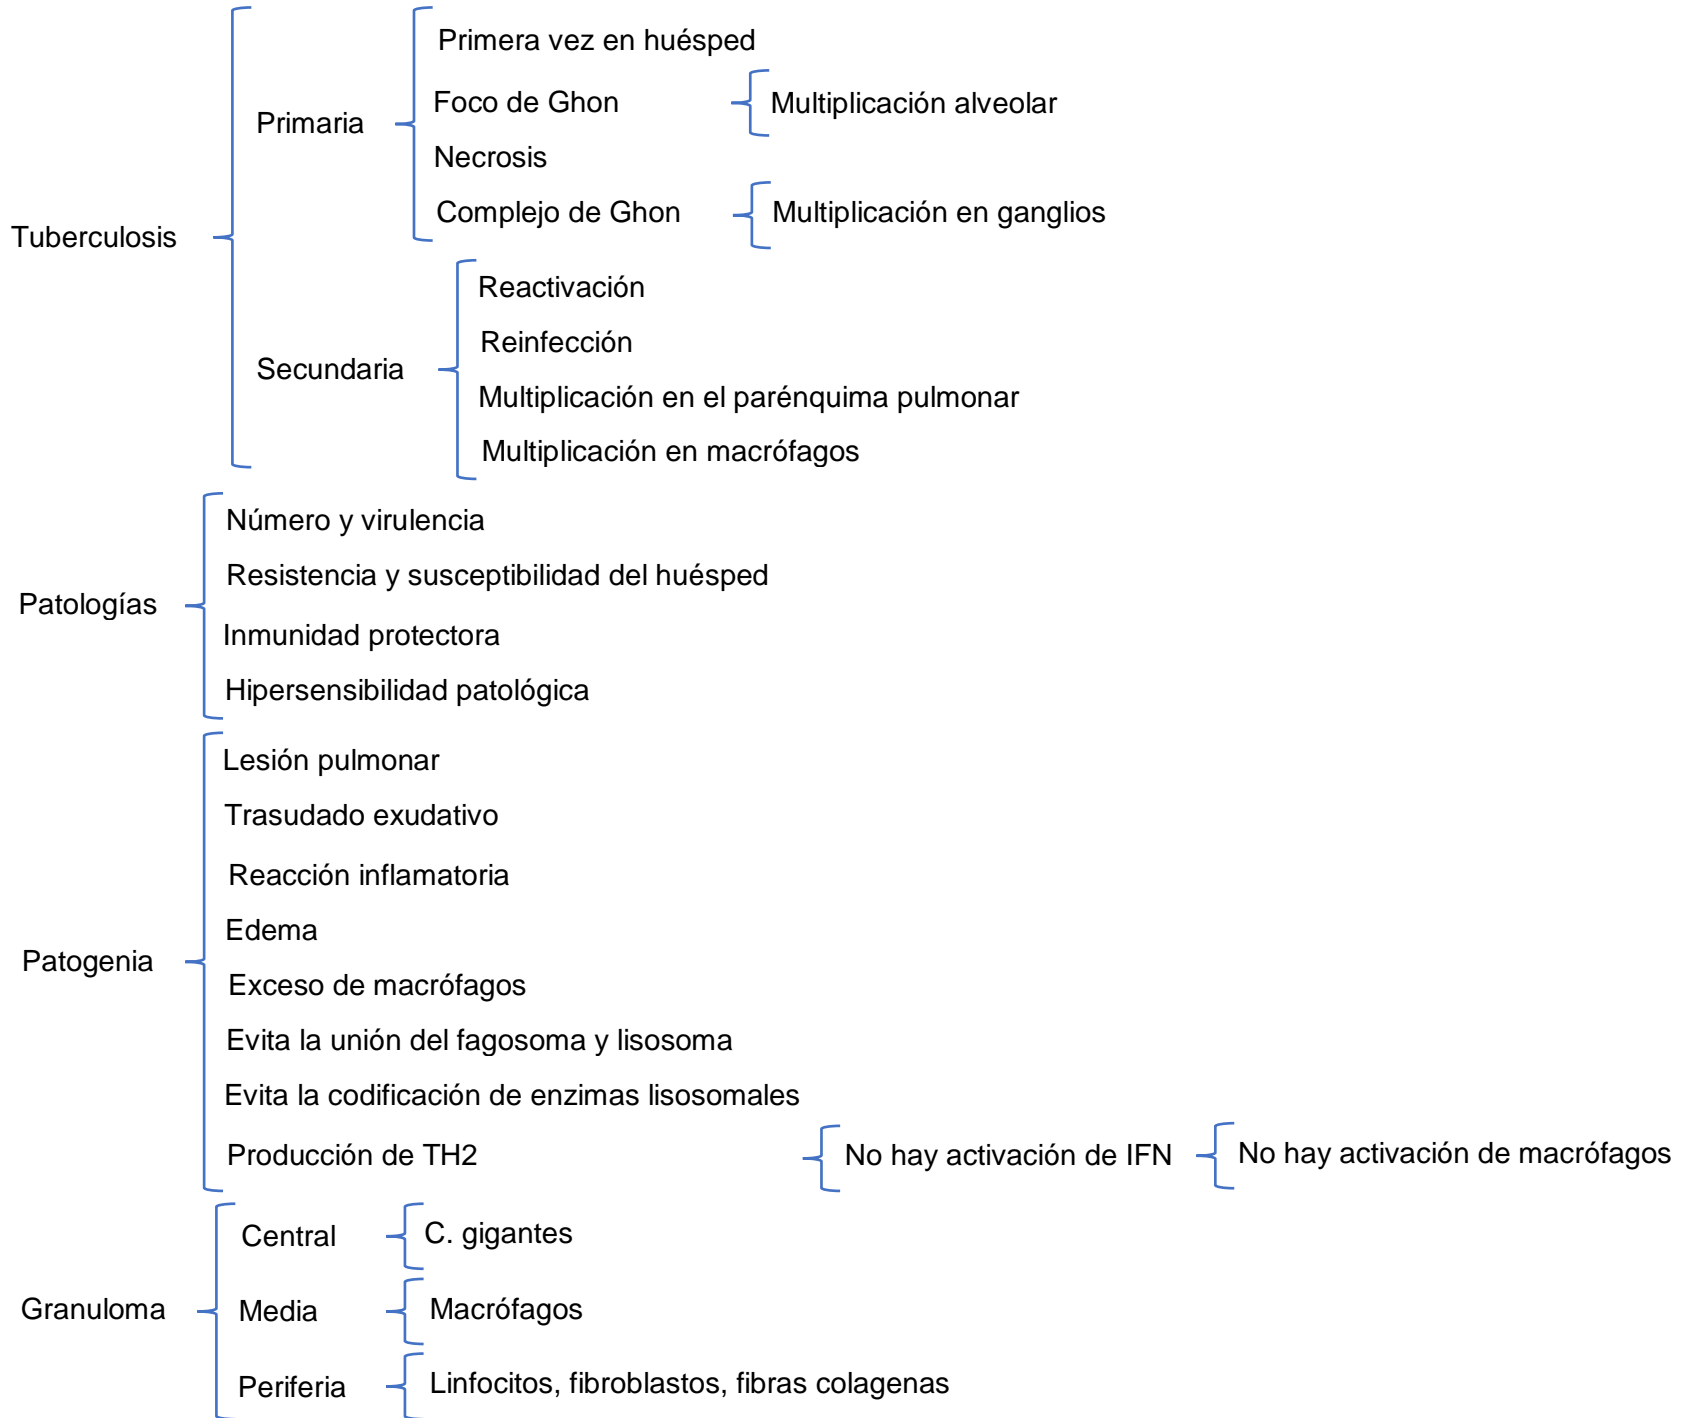 Tuberculosis
Primaria
Primera vez en huésped
Foco de Ghon
Multiplicación alveolar
Necrosis
Complejo de Ghon
Multiplicación en ganglios
Secundaria
Reactivación
Reinfección
Multiplicación en el parénquima pulmonar
Multiplicación en macrófagos
Patologías
Número y virulencia
Resistencia y susceptibilidad del huésped
Inmunidad protectora
Hipersensibilidad patológica
Patogenia
Lesión pulmonar
Trasudado exudativo
Reacción inflamatoria
Edema
Exceso de macrófagos
Evita la unión del fagosoma y lisosoma
Evita la codificación de enzimas lisosomales
Producción de TH2
No hay activación de IFN
No hay activación de macrófagos
Granuloma
Central
C. gigantes
Media
Macrófagos
Periferia
Linfocitos, fibroblastos, fibras colagenas